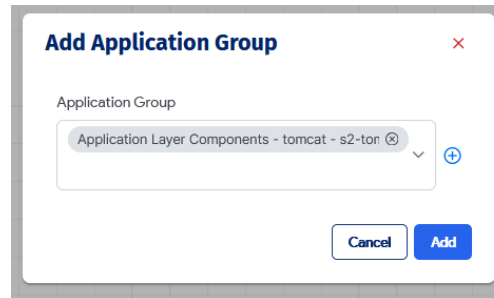 Add Application Group
Application Group
Application Layer Components - tomcat - s2-ton
Cancel
Add